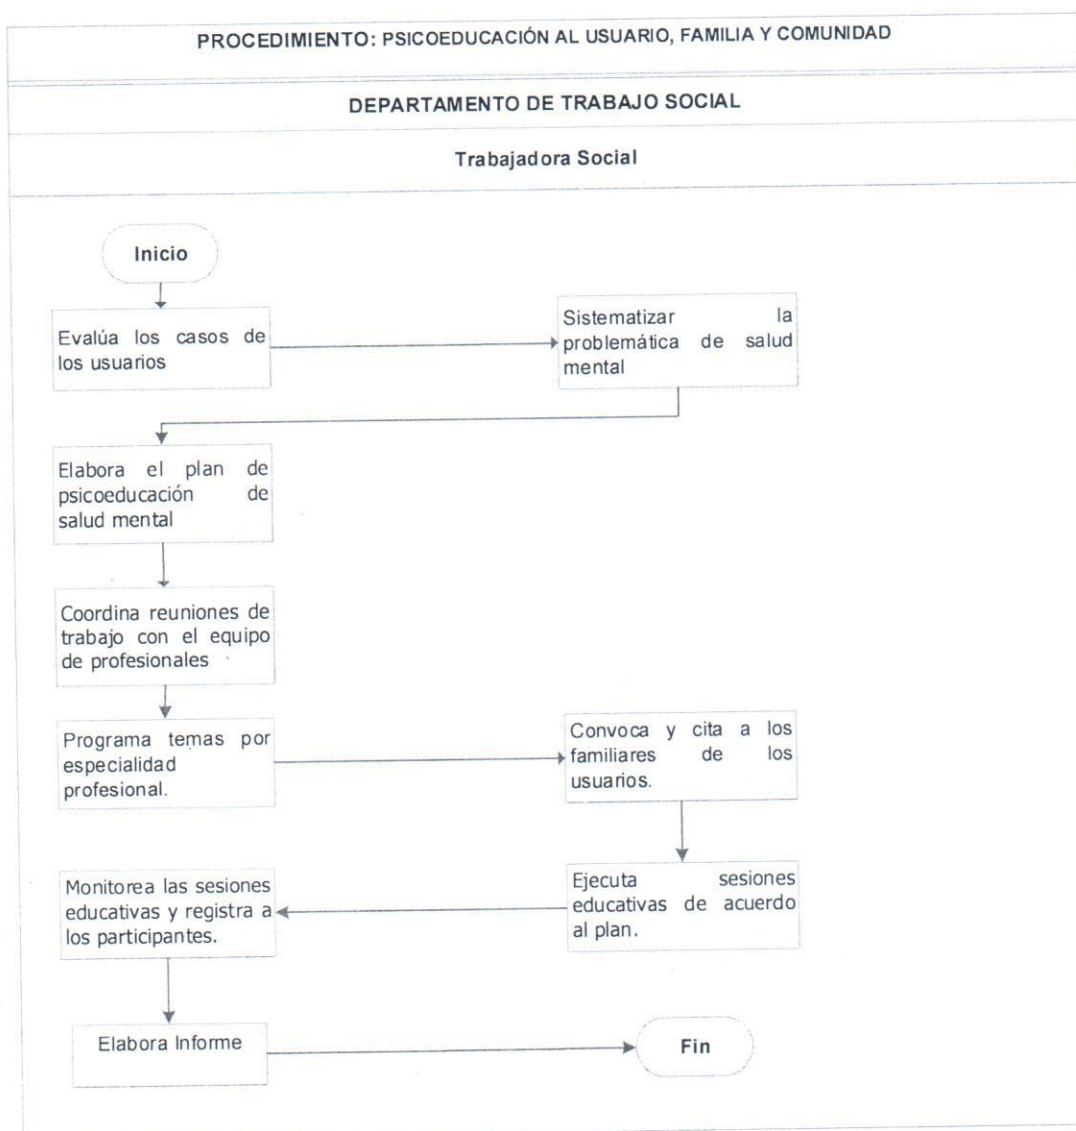 PROCEDIMIENTO: PSICOEDUCACIÓN AL USUARIO, FAMILIA Y COMUNIDAD
DEPARTAMENTO DE TRABAJO SOCIAL
Trabajadora Social
Inicio
Evalúa los casos de
los usuarios
Sistematizar la
problemática de salud
mental
Elabora el plan de
psicoeducación de
salud mental
Coordina reuniones de
trabajo con el equipo
de profesionales
Programa temas por
especialidad
profesional.
Convoca y cita a los
familiares de los
usuarios.
Ejecuta sesiones
educativas de acuerdo
al plan.
Monitorea las sesiones
educativas y registra a
los participantes.
Elabora Informe
Fin